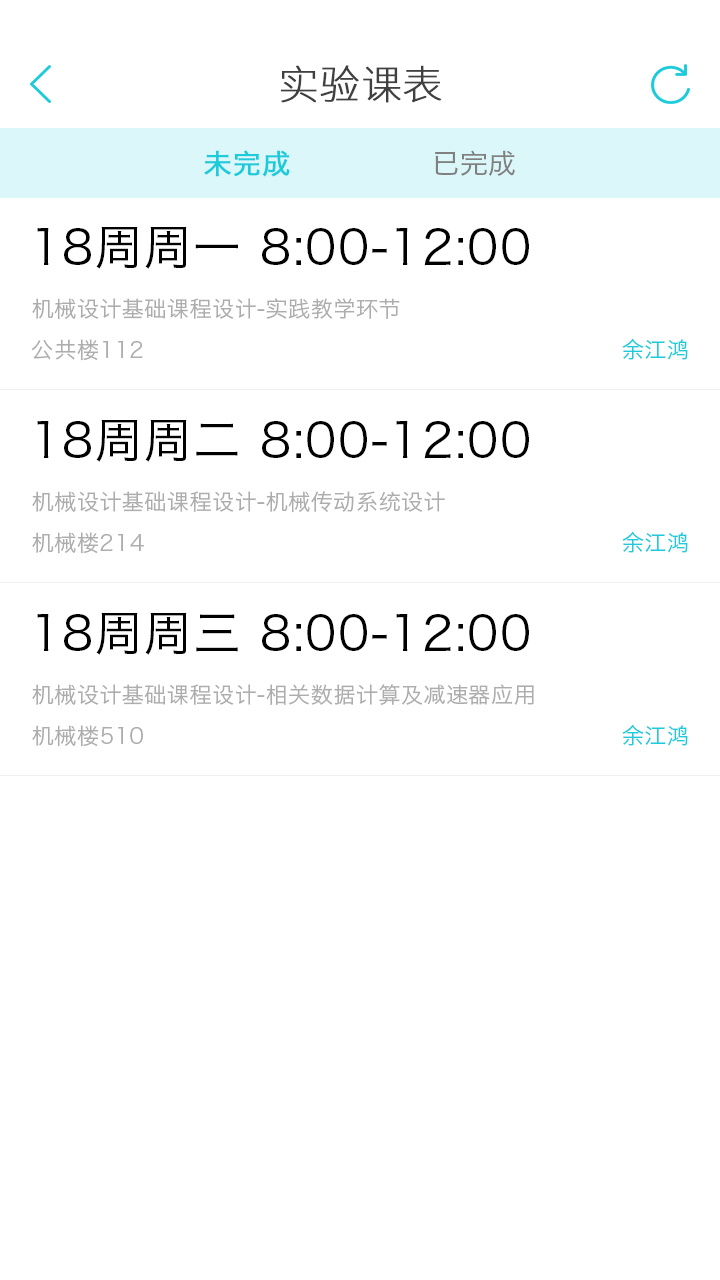 实验课表
未完成 已完成
18周周一 8:00-12:00
机械设计基础课程设计-实践教学环节
公共楼112 余江鸿
18周周二 8:00-12:00
机械设计基础课程设计-机械传动系统设计
机械楼214 余江鸿
18周周三 8:00-12:00
机械设计基础课程设计-相关数据计算及减速器应用
机械楼510 余江鸿